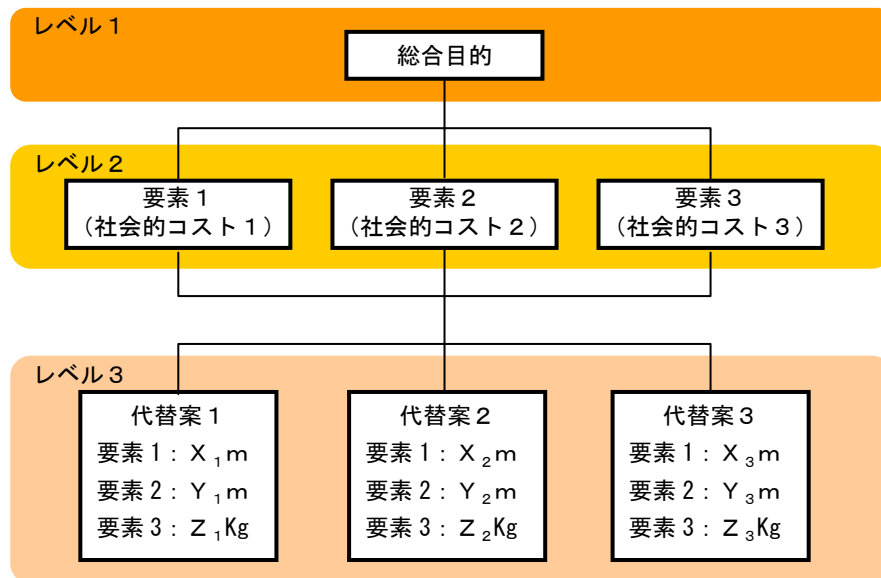 レベル１
総合目的
レベル２
要素１
（社会的コスト１）
要素２
（社会的コスト２）
要素３
（社会的コスト３）
レベル３
代替案１
要素１：Ｘ₁ｍ
要素２：Ｙ₁ｍ
要素３：Ｚ₁Kg
代替案２
要素１：Ｘ₂ｍ
要素２：Ｙ₂ｍ
要素３：Ｚ₂Kg
代替案３
要素１：Ｘ₃ｍ
要素２：Ｙ₃ｍ
要素３：Ｚ₃Kg